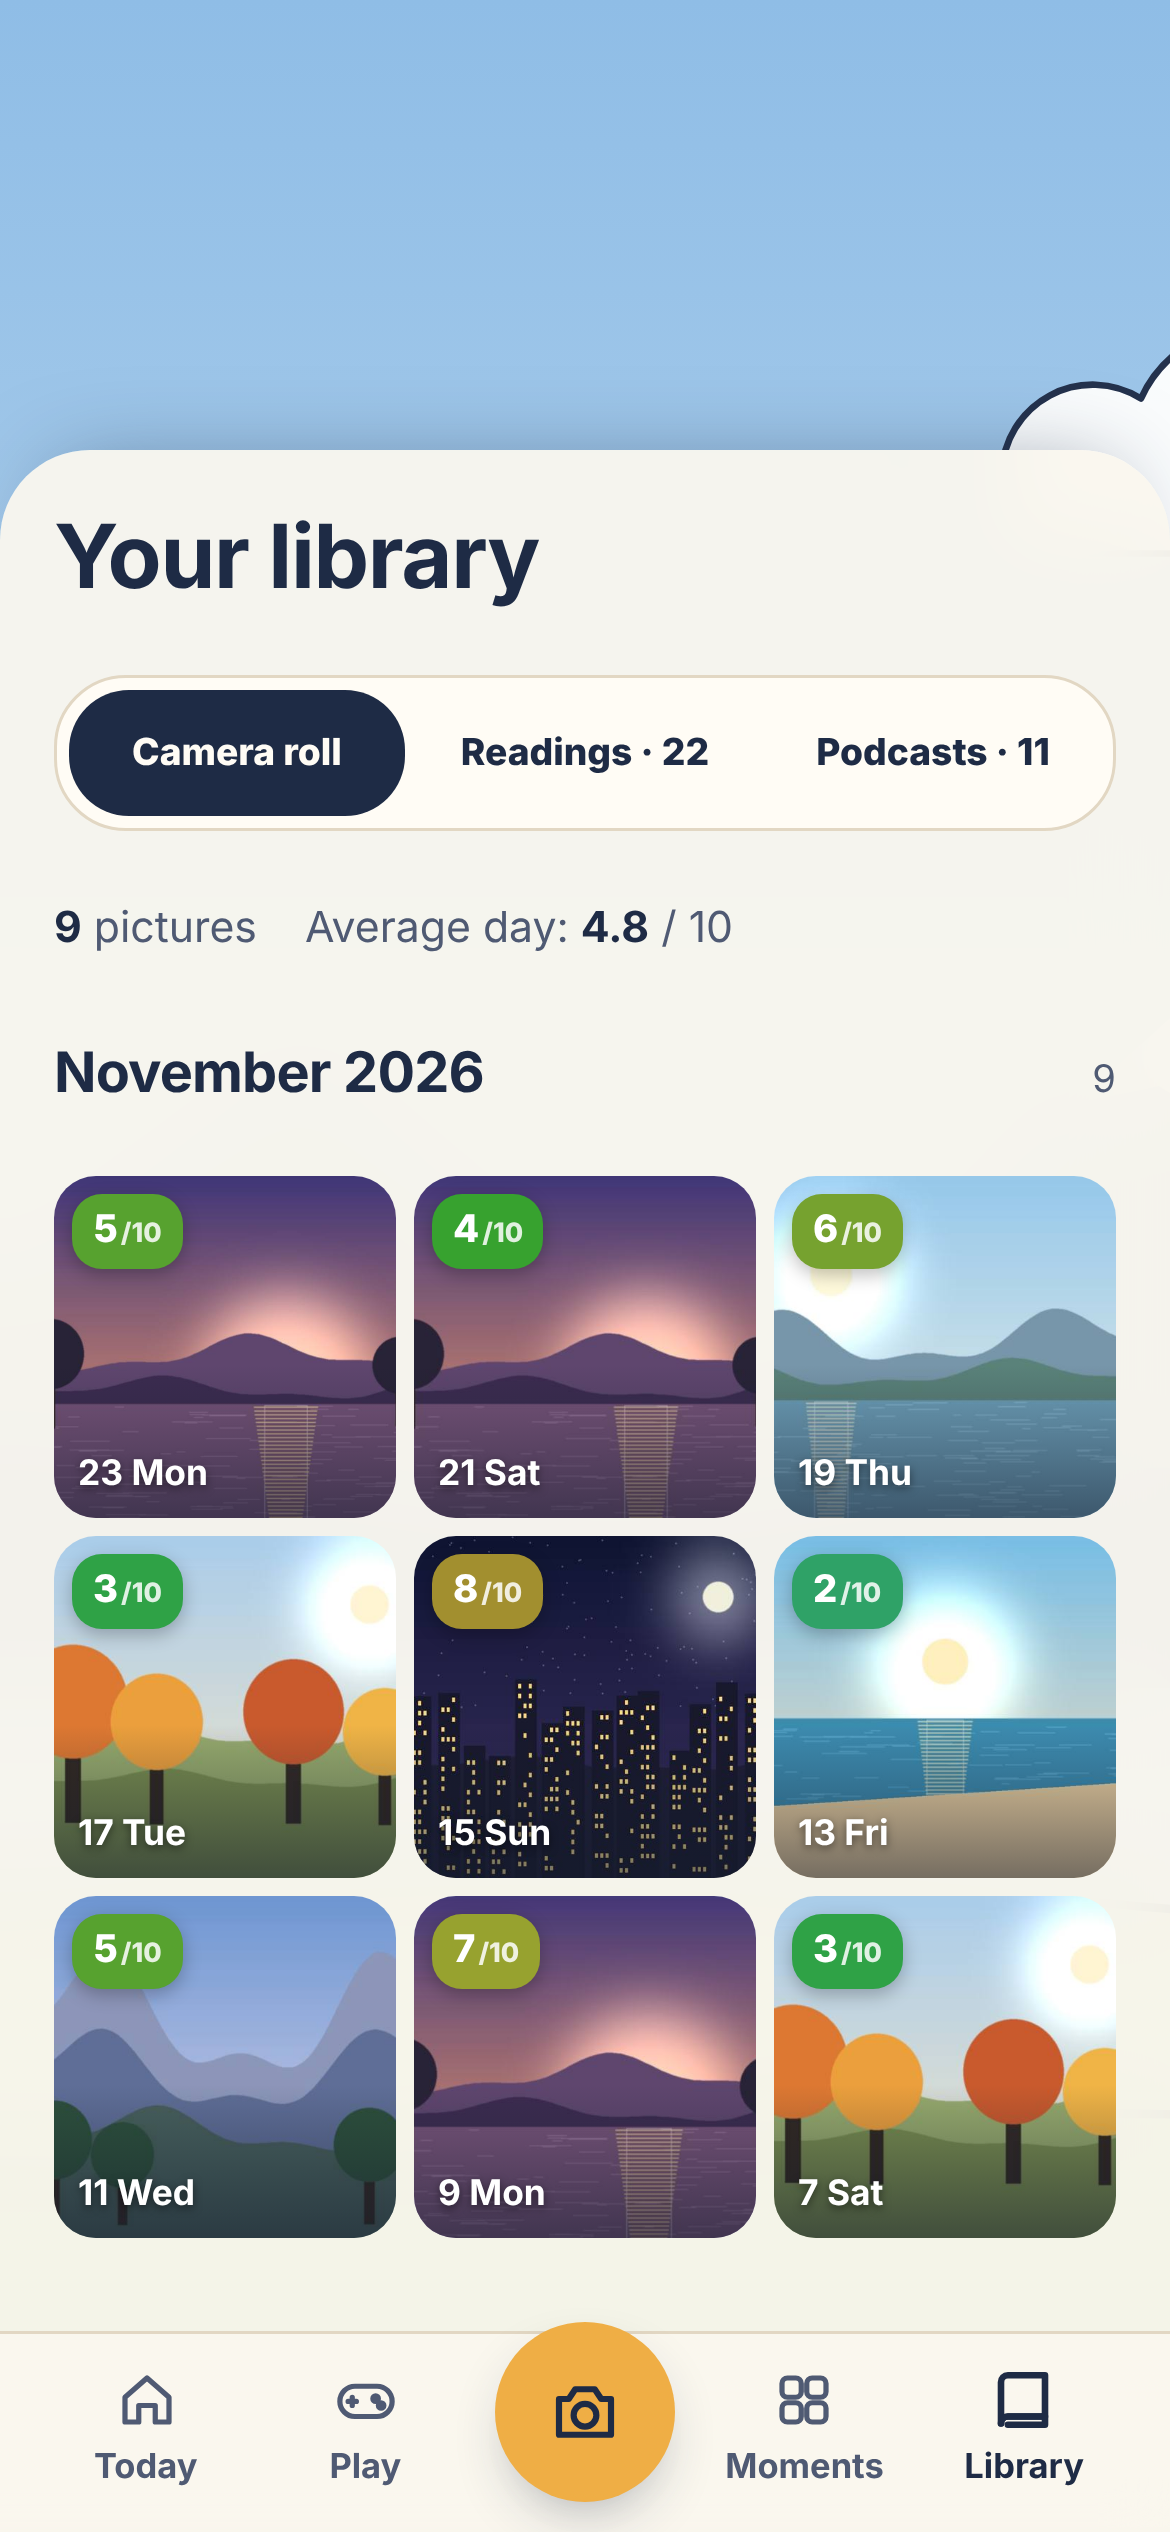 Your library
Camera roll
Readings · 22
Podcasts · 11
9 pictures Average day: 4.8 / 10
November 2026
9
5/10
23 Mon
4/10
21 Sat
6/10
19 Thu
3/10
17 Tue
8/10
15 Sun
2/10
13 Fri
5/10
11 Wed
7/10
9 Mon
3/10
7 Sat
Today
Play
Moments
Library